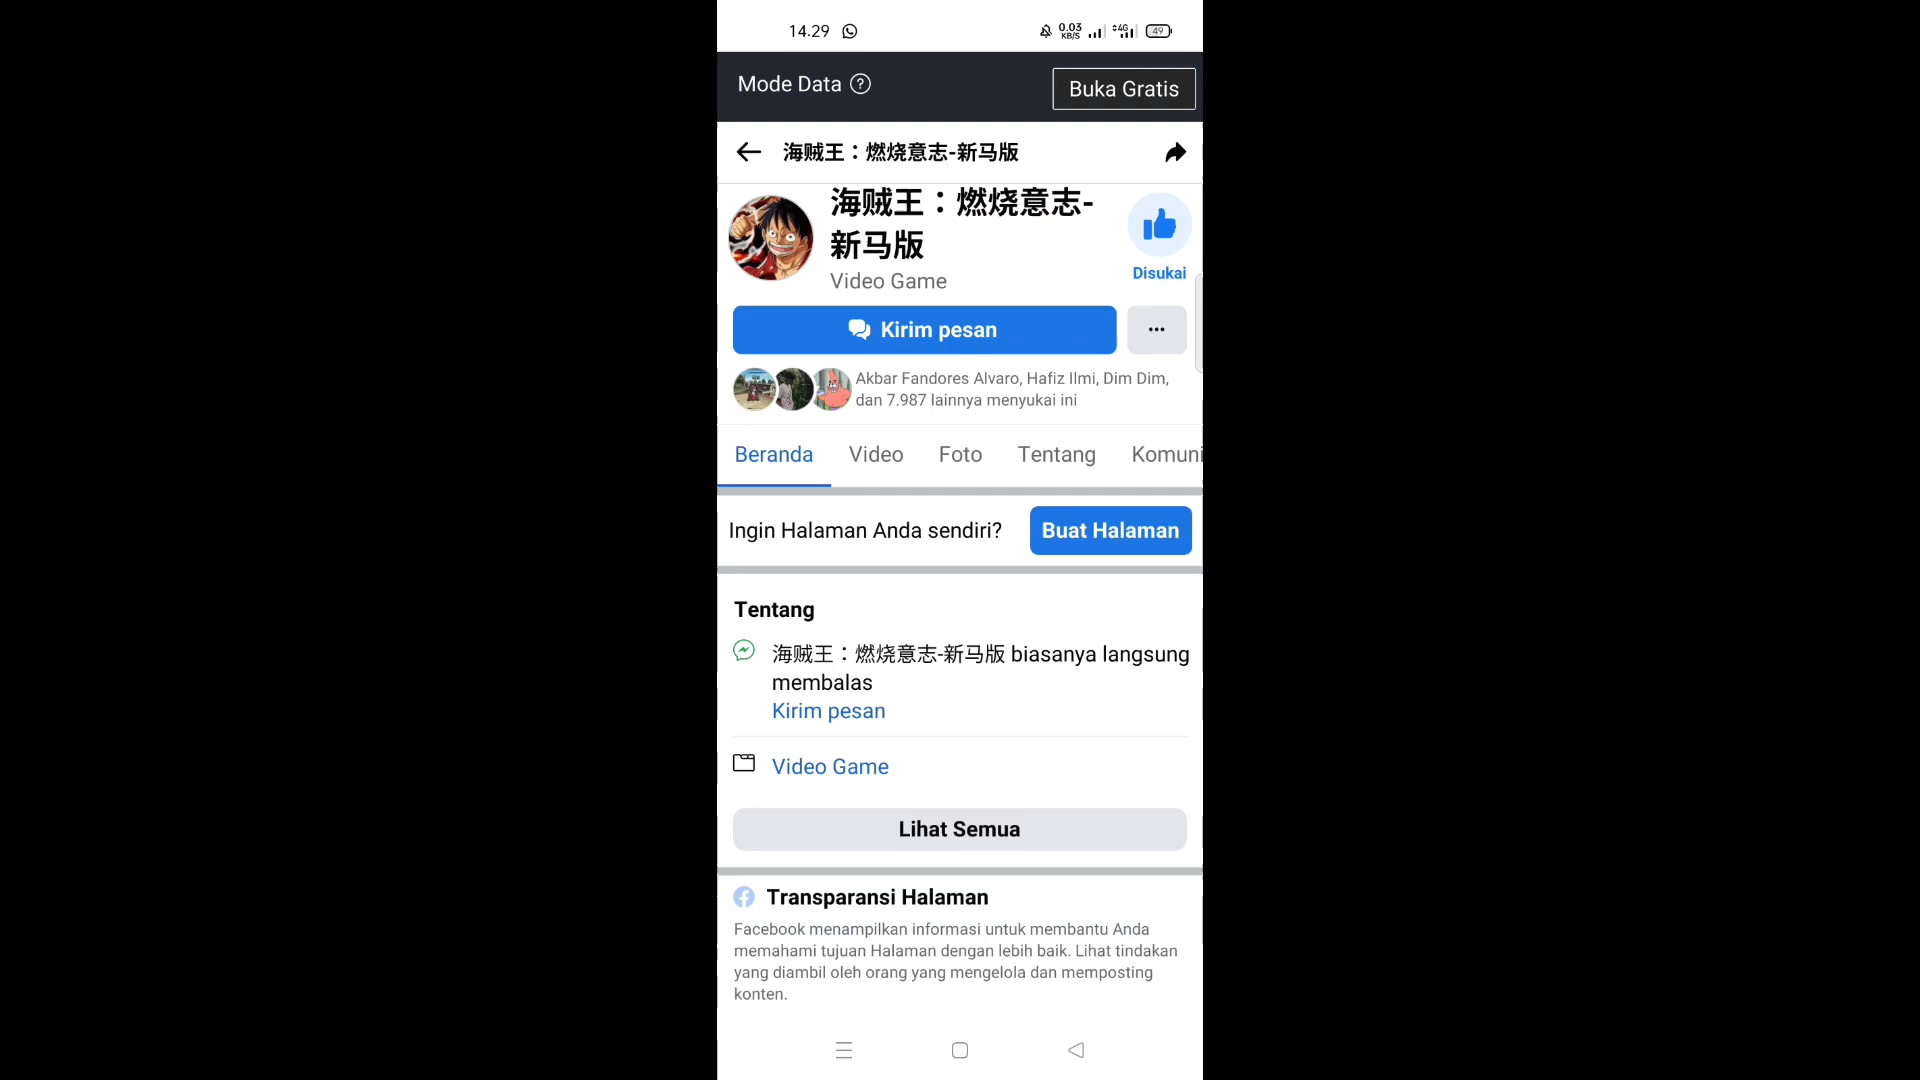 14.29
0.03
KB/S
4G
49
Mode Data ?
Buka Gratis
海贼王：燃烧意志-新马版
海贼王：燃烧意志-
新马版
Video Game
Disukai
Kirim pesan
Akbar Fandores Alvaro, Hafiz Ilmi, Dim Dim,
dan 7.987 lainnya menyukai ini
Beranda
Video
Foto
Tentang
Komuni
Ingin Halaman Anda sendiri?
Buat Halaman
Tentang
海贼王：燃烧意志-新马版 biasanya langsung
membalas
Kirim pesan
Video Game
Lihat Semua
Transparansi Halaman
Facebook menampilkan informasi untuk membantu Anda
memahami tujuan Halaman dengan lebih baik. Lihat tindakan
yang diambil oleh orang yang mengelola dan memposting
konten.